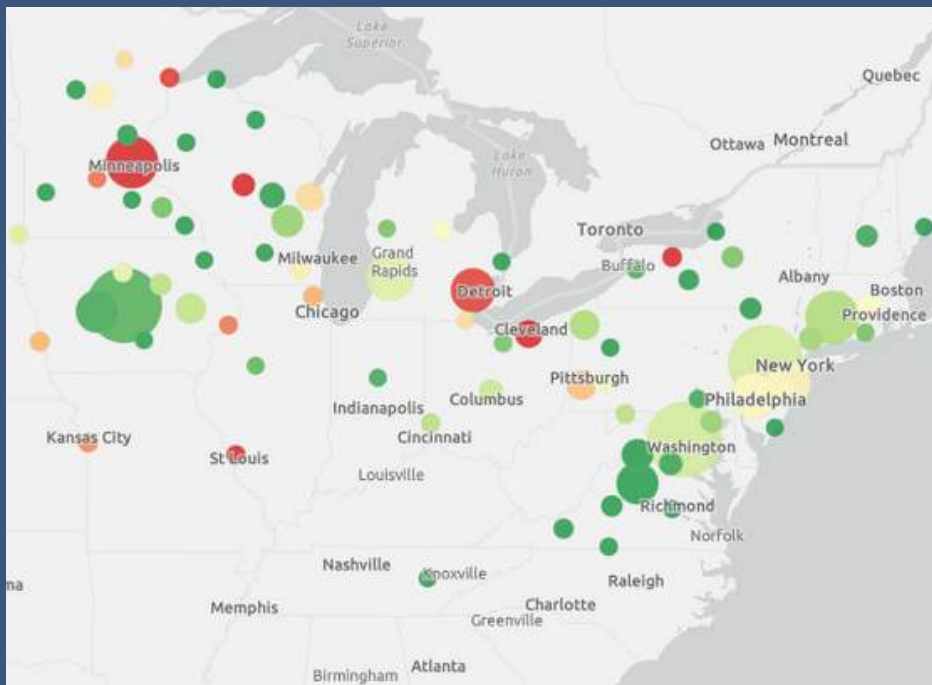 Lake
Superior
Quebec
Ottawa
Montreal
Minneapolis
Lake
Huron
Toronto
Milwaukee
Grand
Rapids
Buffalo
Albany
Boston
Providence
Detroit
Chicago
Cleveland
New York
Pittsburgh
Philadelphia
Indianapolis
Columbus
Kansas City
Cincinnati
Washington
St Louis
Louisville
Richmond
Norfolk
Nashville
Knoxville
Raleigh
ma
Memphis
Charlotte
Greenville
Atlanta
Birmingham